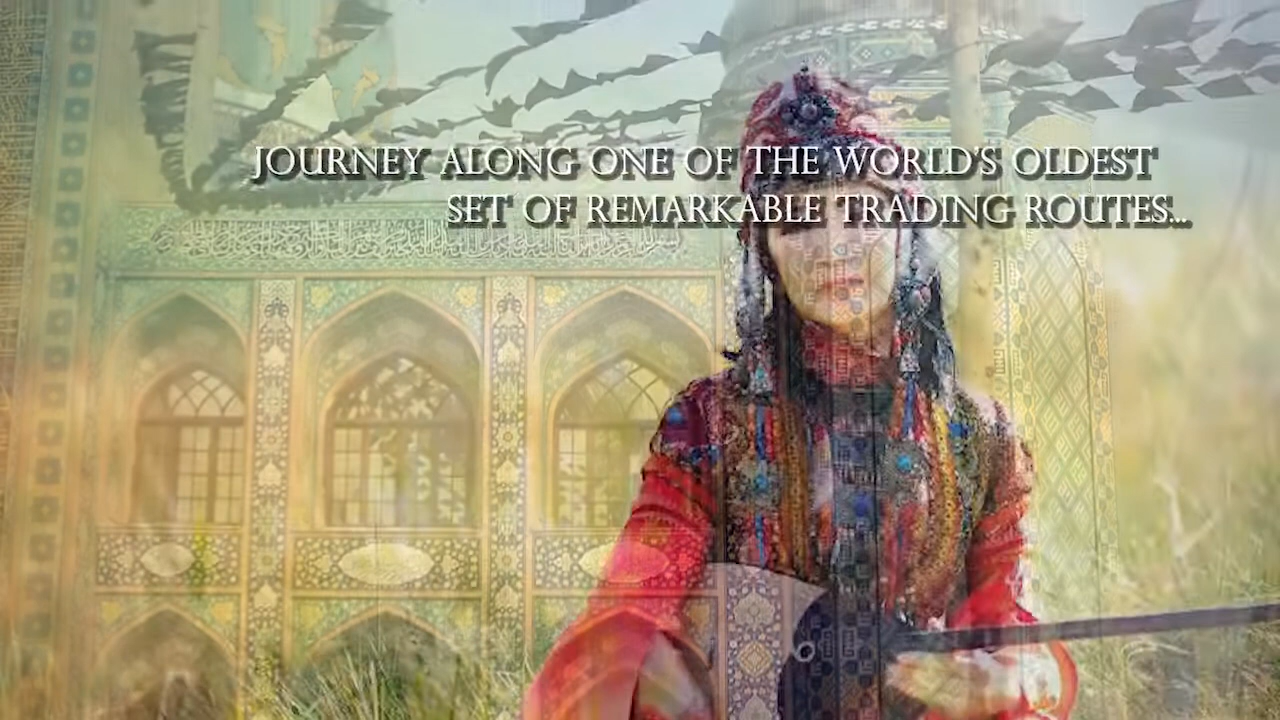 JOURNEY ALONG ONE OF THE WORLD'S OLDEST
SET OF REMARKABLE TRADING ROUTES...